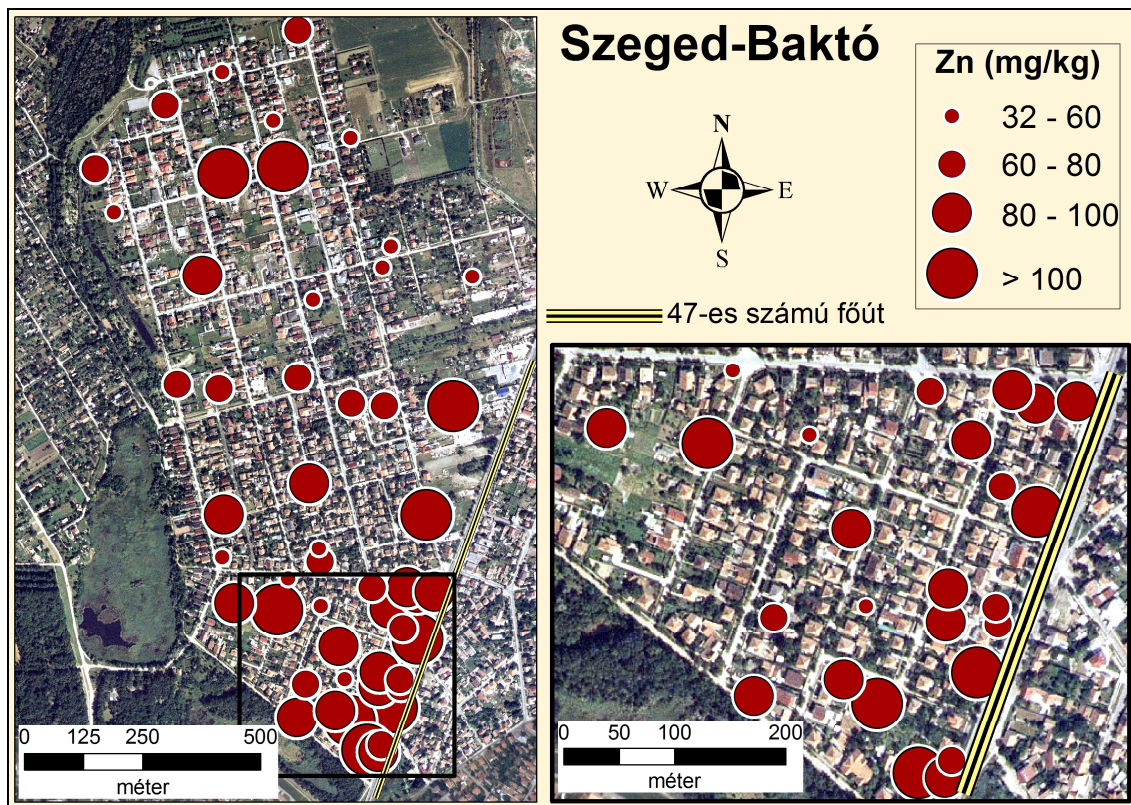 Szeged-Baktó
Zn (mg/kg)
32 - 60
60 - 80
80 - 100
> 100
N
W E
S
47-es számú főút
0 125 250 500
méter
0 50 100 200
méter